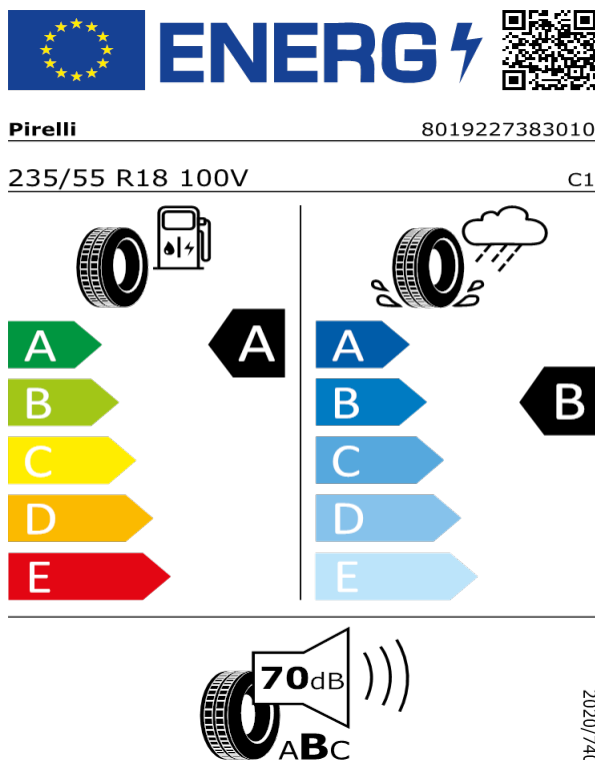 ENERG
Pirelli 8019227383010
235/55 R18 100V C1
A A A
B B B
C C
D D
E E
70dB
ABC
2020/740